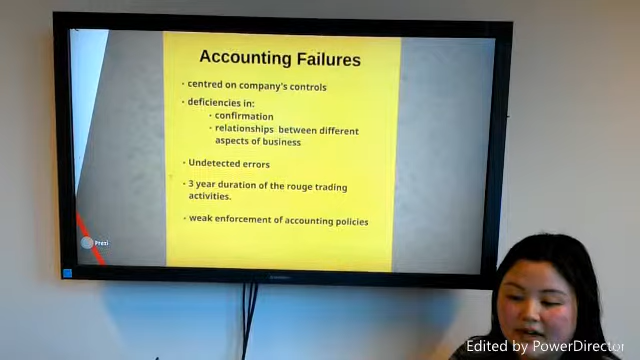 Accounting Failures
· centred on company's controls
· deficiencies in:
· confirmation
· relationships between different
aspects of business
· Undetected errors
· 3 year duration of the rouge trading
activities.
· weak enforcement of accounting policies
Prezi
Edited by PowerDirector